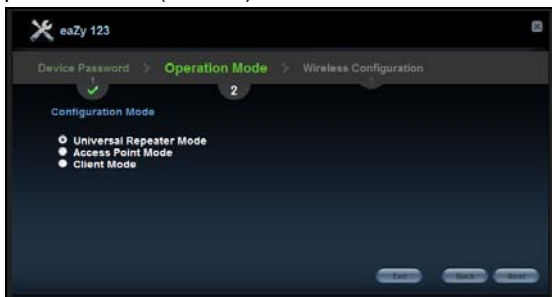 eaZy 123
Device Password > Operation Mode > Wireless Configuration
2
Configuration Mode
Universal Repeater Mode
Access Point Mode
Client Mode
Exit Back Next